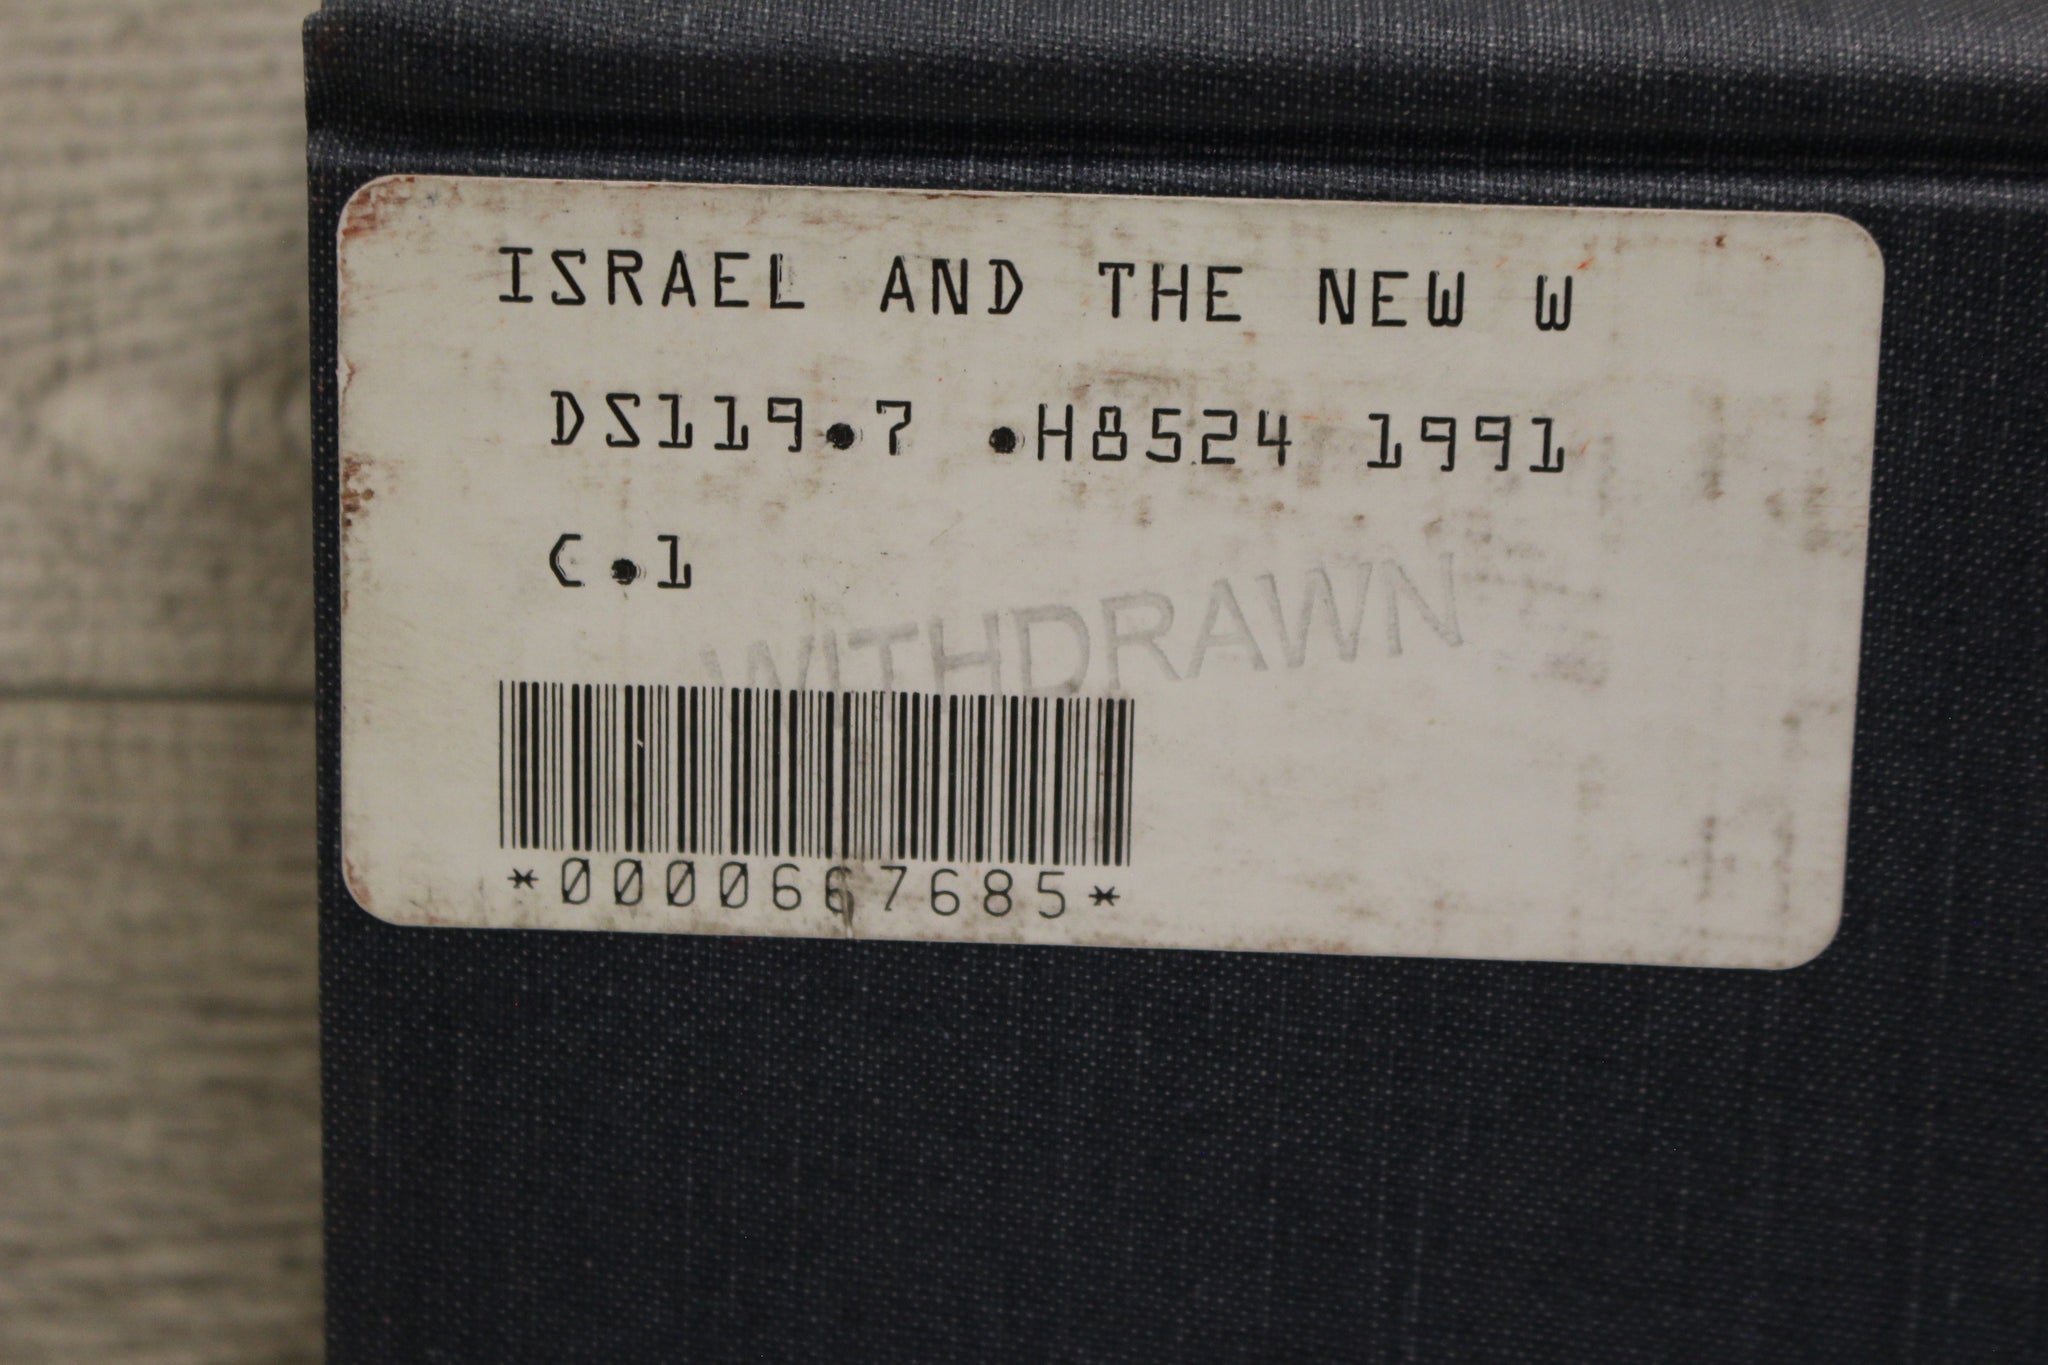 ISRAEL AND THE NEW W
DS119.7 .H8524 1991
C.1
WITHDRAWN
*0000667685*